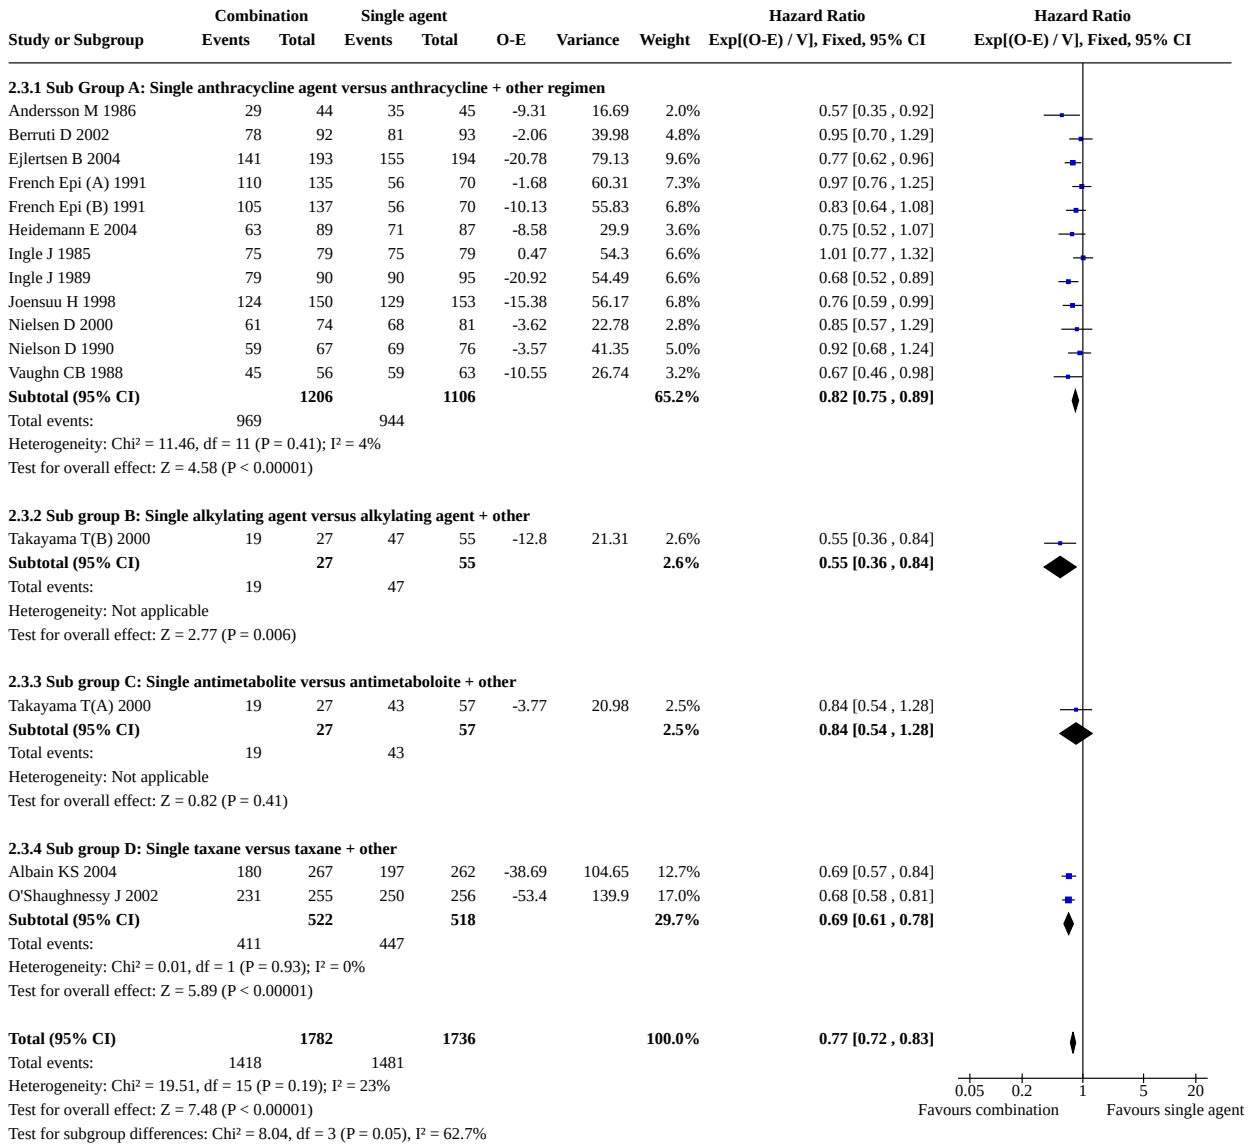 Combination Single agent Hazard Ratio Hazard Ratio
Study or Subgroup Events Total Events Total O-E Variance Weight Exp[(O-E) / V], Fixed, 95% CI Exp[(O-E) / V], Fixed, 95% CI
2.3.1 Sub Group A: Single anthracycline agent versus anthracycline + other regimen
Andersson M 1986 29 44 35 45 -9.31 16.69 2.0% 0.57 [0.35 , 0.92]
Berruti D 2002 78 92 81 93 -2.06 39.98 4.8% 0.95 [0.70 , 1.29]
Ejlertsen B 2004 141 193 155 194 -20.78 79.13 9.6% 0.77 [0.62 , 0.96]
French Epi (A) 1991 110 135 56 70 -1.68 60.31 7.3% 0.97 [0.76 , 1.25]
French Epi (B) 1991 105 137 56 70 -10.13 55.83 6.8% 0.83 [0.64 , 1.08]
Heidemann E 2004 63 89 71 87 -8.58 29.9 3.6% 0.75 [0.52 , 1.07]
Ingle J 1985 75 79 75 79 0.47 54.3 6.6% 1.01 [0.77 , 1.32]
Ingle J 1989 79 90 90 95 -20.92 54.49 6.6% 0.68 [0.52 , 0.89]
Joensuu H 1998 124 150 129 153 -15.38 56.17 6.8% 0.76 [0.59 , 0.99]
Nielsen D 2000 61 74 68 81 -3.62 22.78 2.8% 0.85 [0.57 , 1.29]
Nielson D 1990 59 67 69 76 -3.57 41.35 5.0% 0.92 [0.68 , 1.24]
Vaughn CB 1988 45 56 59 63 -10.55 26.74 3.2% 0.67 [0.46 , 0.98]
Subtotal (95% CI) 1206 1106 65.2% 0.82 [0.75 , 0.89]
Total events: 969 944
Heterogeneity: Chi² = 11.46, df = 11 (P = 0.41); I² = 4%
Test for overall effect: Z = 4.58 (P < 0.00001)
2.3.2 Sub group B: Single alkylating agent versus alkylating agent + other
Takayama T(B) 2000 19 27 47 55 -12.8 21.31 2.6% 0.55 [0.36 , 0.84]
Subtotal (95% CI) 27 55 2.6% 0.55 [0.36 , 0.84]
Total events: 19 47
Heterogeneity: Not applicable
Test for overall effect: Z = 2.77 (P = 0.006)
2.3.3 Sub group C: Single antimetabolite versus antimetaboloite + other
Takayama T(A) 2000 19 27 43 57 -3.77 20.98 2.5% 0.84 [0.54 , 1.28]
Subtotal (95% CI) 27 57 2.5% 0.84 [0.54 , 1.28]
Total events: 19 43
Heterogeneity: Not applicable
Test for overall effect: Z = 0.82 (P = 0.41)
2.3.4 Sub group D: Single taxane versus taxane + other
Albain KS 2004 180 267 197 262 -38.69 104.65 12.7% 0.69 [0.57 , 0.84]
O'Shaughnessy J 2002 231 255 250 256 -53.4 139.9 17.0% 0.68 [0.58 , 0.81]
Subtotal (95% CI) 522 518 29.7% 0.69 [0.61 , 0.78]
Total events: 411 447
Heterogeneity: Chi² = 0.01, df = 1 (P = 0.93); I² = 0%
Test for overall effect: Z = 5.89 (P < 0.00001)
Total (95% CI) 1782 1736 100.0% 0.77 [0.72 , 0.83]
Total events: 1418 1481
Heterogeneity: Chi² = 19.51, df = 15 (P = 0.19); I² = 23%
0.05 0.2 1 5 20
Test for overall effect: Z = 7.48 (P < 0.00001)
Favours combination Favours single agent
Test for subgroup differences: Chi² = 8.04, df = 3 (P = 0.05), I² = 62.7%